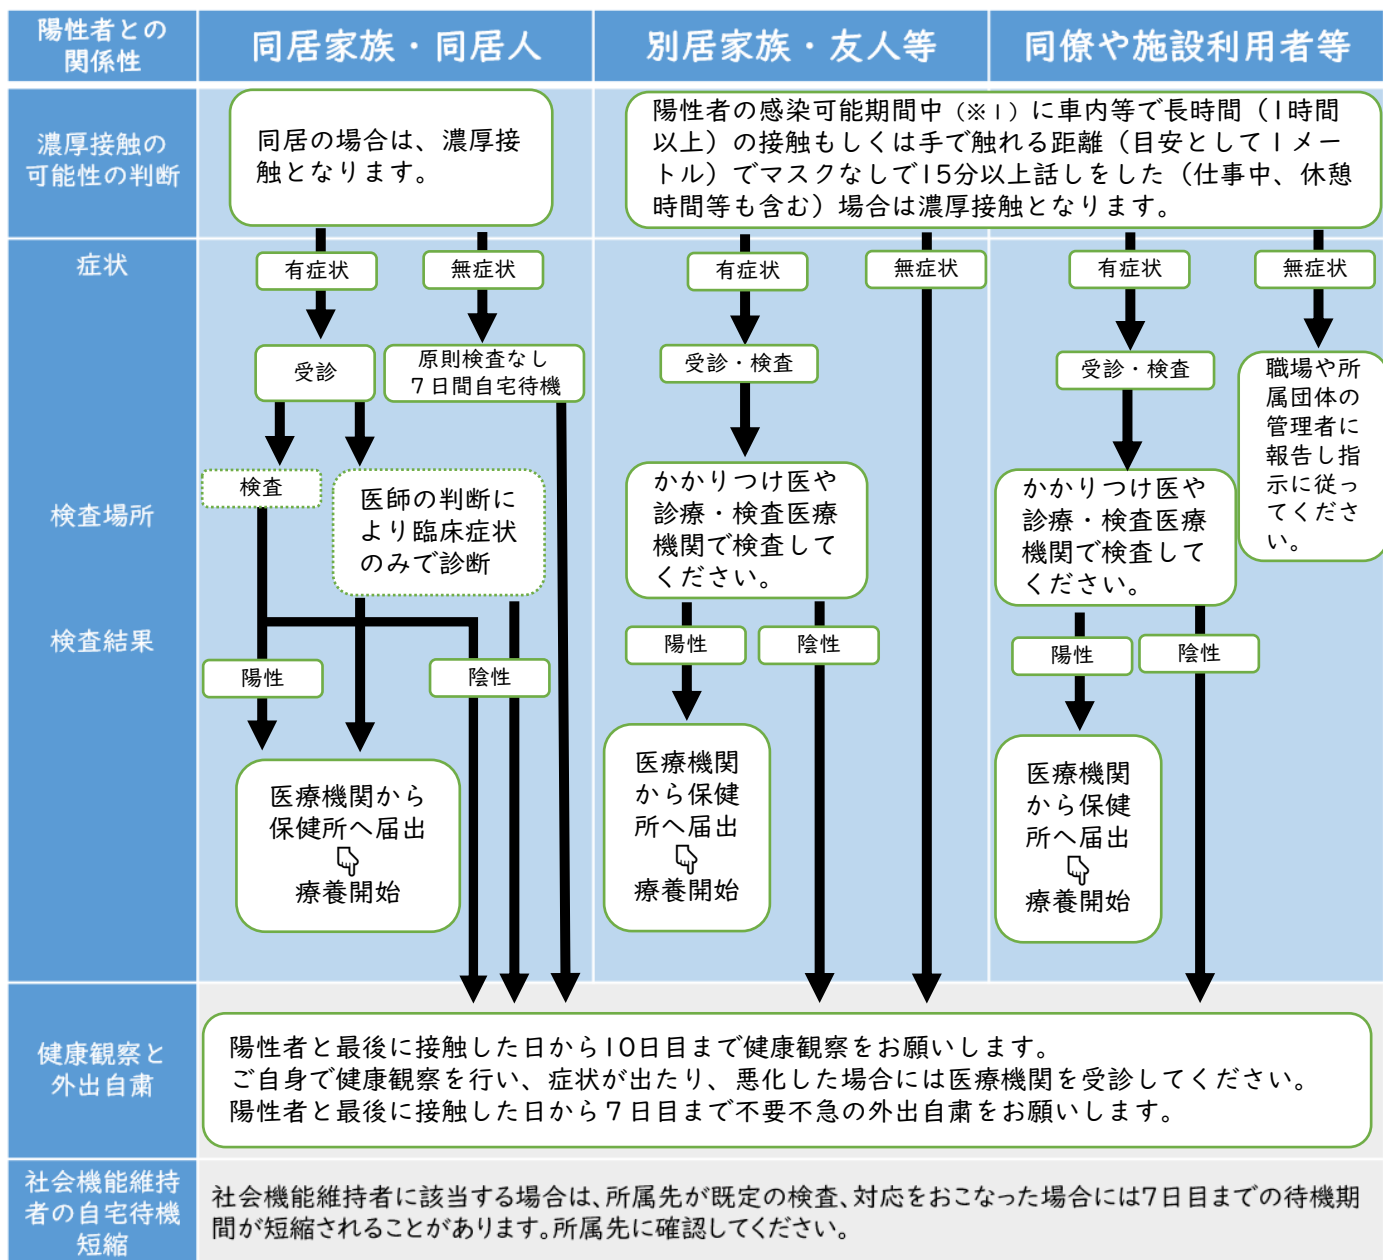 陽性者との
関係性
同居家族・同居人
別居家族・友人等
同僚や施設利用者等
濃厚接触の
可能性の判断
同居の場合は、濃厚接
触となります。
陽性者の感染可能期間中（※1）に車内等で長時間（1時間
以上）の接触もしくは手で触れる距離（目安として1メー
トル）でマスクなしで15分以上話しをした（仕事中、休憩
時間等も含む）場合は濃厚接触となります。
症状
有症状
無症状
有症状
無症状
有症状
無症状
受診
原則検査なし
７日間自宅待機
受診・検査
受診・検査
職場や所
属団体の
管理者に
報告し指
示に従っ
てくださ
い。
検査場所
検査
医師の判断に
より臨床症状
のみで診断
かかりつけ医や
診療・検査医療
機関で検査して
ください。
かかりつけ医や
診療・検査医療
機関で検査して
ください。
検査結果
陽性
陰性
陽性
陰性
陽性
陰性
医療機関から
保健所へ届出
👇
療養開始
医療機関
から保健
所へ届出
👇
療養開始
医療機関
から保健
所へ届出
👇
療養開始
健康観察と
外出自粛
陽性者と最後に接触した日から10日目まで健康観察をお願いします。
ご自身で健康観察を行い、症状が出たり、悪化した場合には医療機関を受診してください。
陽性者と最後に接触した日から７日目まで不要不急の外出自粛をお願いします。
社会機能維持
者の自宅待機
短縮
社会機能維持者に該当する場合は、所属先が既定の検査、対応をおこなった場合には7日目までの待機期
間が短縮されることがあります。所属先に確認してください。